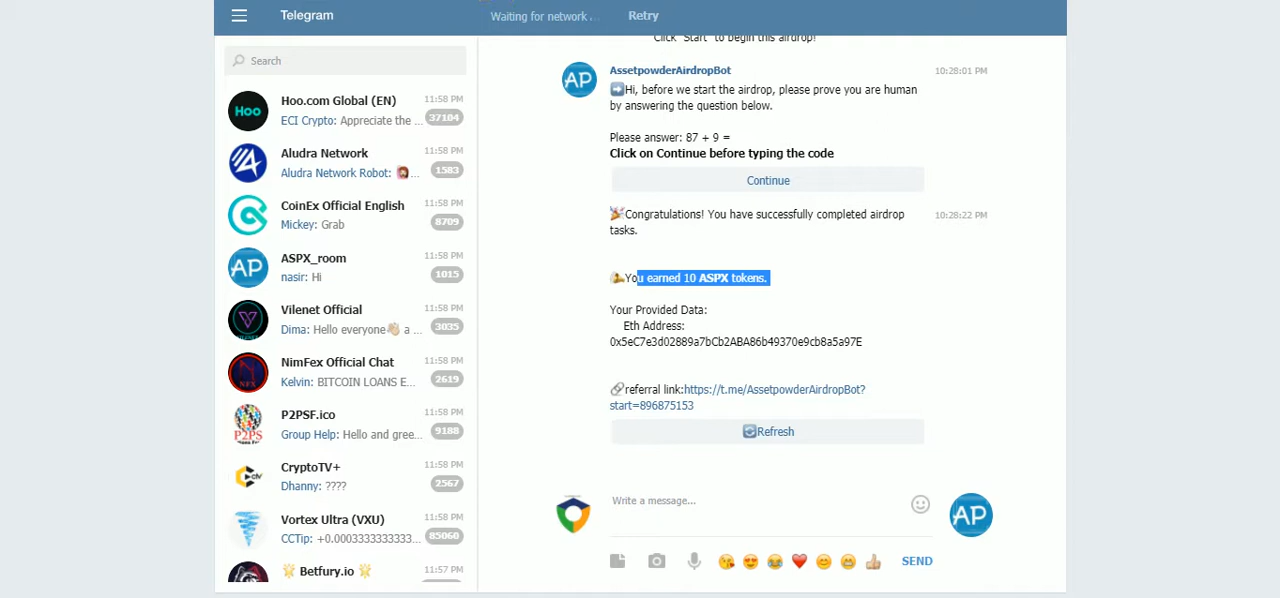 Telegram
Waiting for network ...
Retry
Search
Hoo.com Global (EN) 11:58 PM
ECI Crypto: Appreciate the ... 37104
Aludra Network 11:58 PM
Aludra Network Robot: ... 1583
CoinEx Official English 11:58 PM
Mickey: Grab 8709
ASPX_room 11:58 PM
nasir: Hi 1015
Vilenet Official 11:58 PM
Dima: Hello everyone👋🏻 a ... 3035
NimFex Official Chat 11:58 PM
Kelvin: BITCOIN LOANS E... 2619
P2PSF.ico 11:58 PM
Group Help: Hello and gree... 9188
CryptoTV+ 11:58 PM
Dhanny: ???? 2567
Vortex Ultra (VXU) 11:58 PM
CCTip: +0.0003333333333... 85060
🌟 Betfury.io 🌟 11:57 PM
Hoo
AP
NFX
P2PS
ctv
Click "Start" to begin this airdrop!
AP
AssetpowderAirdropBot 10:28:01 PM
➡️Hi, before we start the airdrop, please prove you are human
by answering the question below.
Please answer: 87 + 9 =
Click on Continue before typing the code
Continue
🎉Congratulations! You have successfully completed airdrop 10:28:22 PM
tasks.
You earned 10 ASPX tokens.
Your Provided Data:
Eth Address:
0x5eC7e3d02889a7bCb2ABA86b49370e9cb8a5a97E
🔗referral link:https://t.me/AssetpowderAirdropBot?
start=896875153
🔄Refresh
Write a message...
AP
SEND